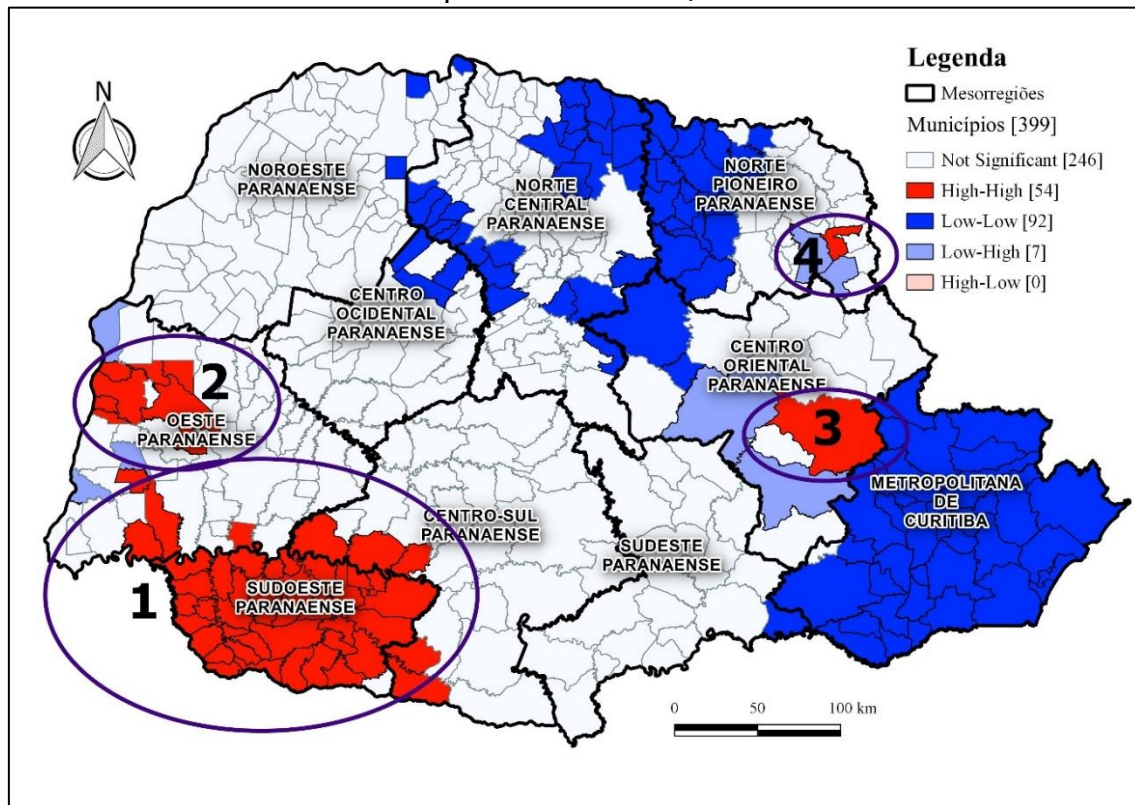 Legenda
Mesorregiões
Municípios [399]
Not Significant [246]
High-High [54]
Low-Low [92]
Low-High [7]
High-Low [0]
N
NOROESTE
PARANAENSE
NORTE
CENTRAL
PARANAENSE
NORTE
PIONEIRO
PARANAENSE
4
CENTRO
OCIDENTAL
PARANAENSE
CENTRO
ORIENTAL
PARANAENSE
2
OESTE
PARANAENSE
3
METROPOLITANA
DE
CURITIBA
CENTRO-SUL
PARANAENSE
SUDESTE
PARANAENSE
1
SUDOESTE
PARANAENSE
0 50 100 km